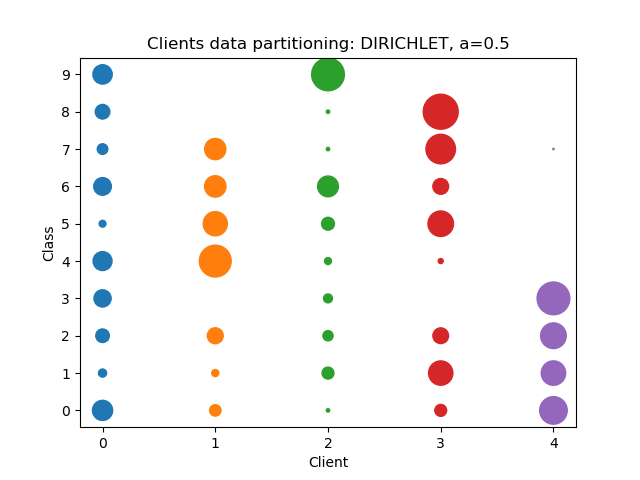 Clients data partitioning: DIRICHLET, a=0.5
9
8
7
6
5
4
3
2
1
0
Class
0 1 2 3 4
Client